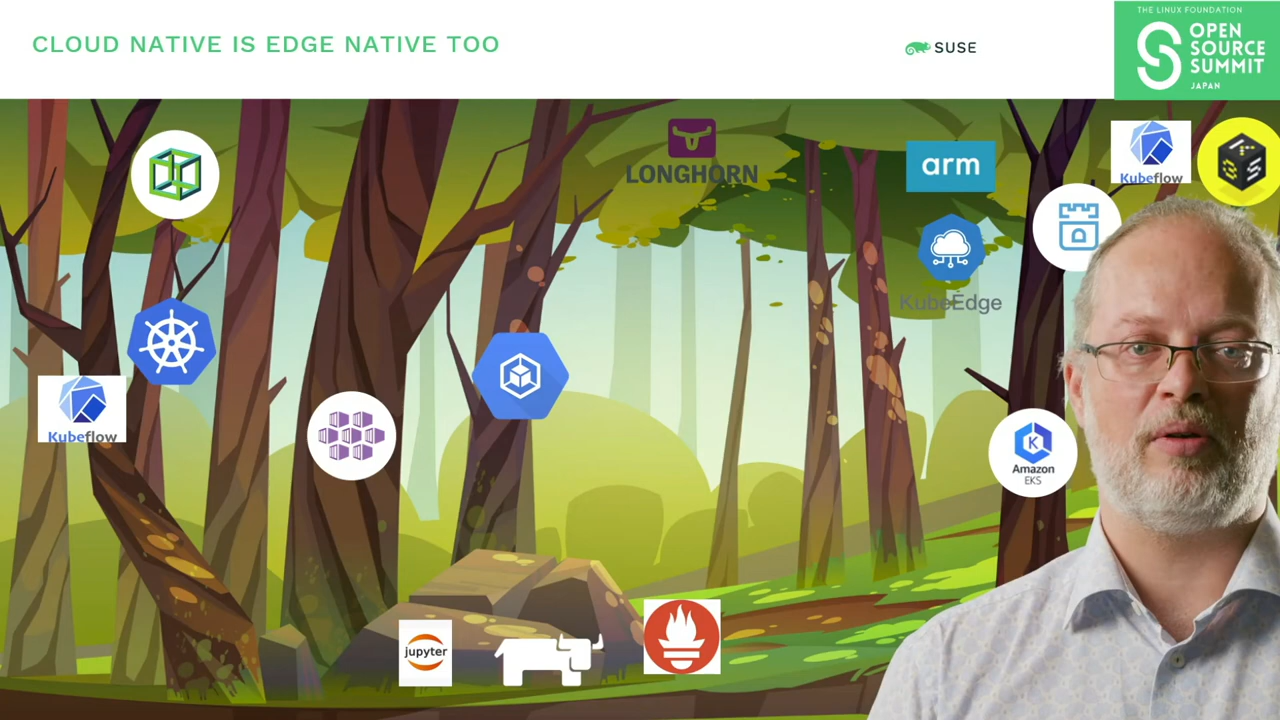 CLOUD NATIVE IS EDGE NATIVE TOO
SUSE
THE LINUX FOUNDATION
OPEN
SOURCE
SUMMIT
JAPAN
LONGHORN
arm
Kubeflow
KubeEdge
D
Kubeflow
K
Amazon
EKS
jupyter